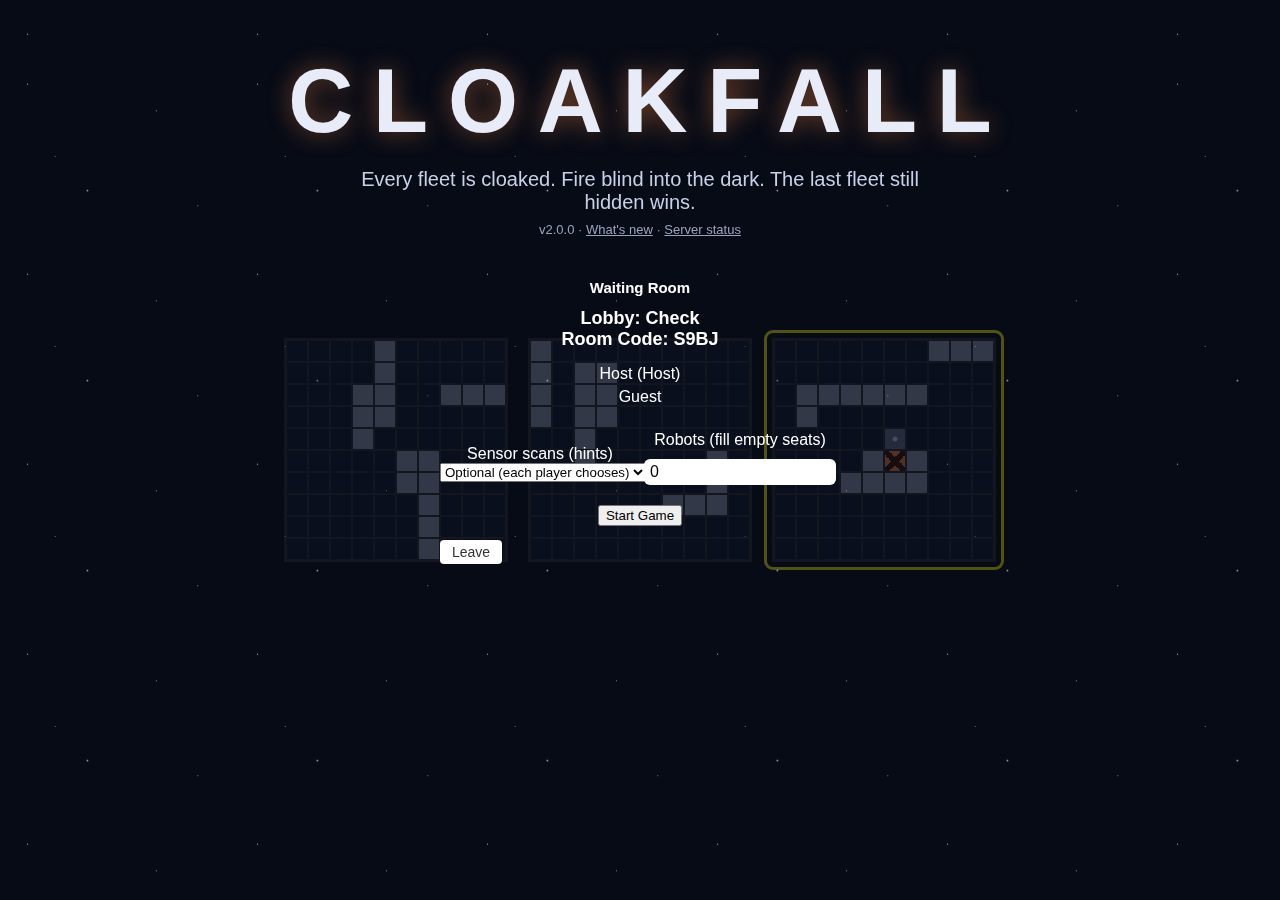 CLOAKFALL
Every fleet is cloaked. Fire blind into the dark. The last fleet still
hidden wins.
v2.0.0 · What's new · Server status
Waiting Room
Lobby: Check
Room Code: S9BJ
Host (Host)
Guest
Sensor scans (hints)
Optional (each player chooses)
Robots (fill empty seats)
0
Start Game
Leave